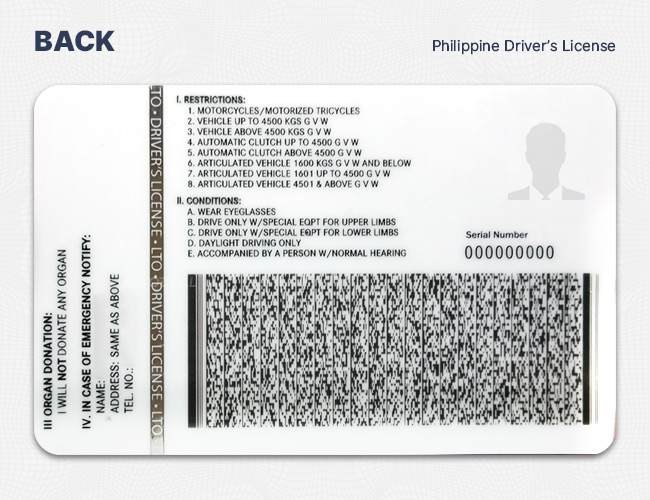 BACK
Philippine Driver's License
I. RESTRICTIONS:
1. MOTORCYCLES/MOTORIZED TRICYCLES
2. VEHICLE UP TO 4500 KGS G V W
3. VEHICLE ABOVE 4500 KGS G V W
4. AUTOMATIC CLUTCH UP TO 4500 G V W
5. AUTOMATIC CLUTCH ABOVE 4500 G V W
6. ARTICULATED VEHICLE 1600 KGS G V W AND BELOW
7. ARTICULATED VEHICLE 1601 UP TO 4500 G V W
8. ARTICULATED VEHICLE 4501 & ABOVE G V W
II. CONDITIONS:
A. WEAR EYEGLASSES
B. DRIVE ONLY W/SPECIAL EQPT FOR UPPER LIMBS
C. DRIVE ONLY W/SPECIAL EQPT FOR LOWER LIMBS
D. DAYLIGHT DRIVING ONLY
E. ACCOMPANIED BY A PERSON W/NORMAL HEARING
Serial Number
000000000
III ORGAN DONATION:
I WILL NOT DONATE ANY ORGAN
IV. IN CASE OF EMERGENCY NOTIFY:
NAME:
ADDRESS: SAME AS ABOVE
TEL. NO.:
LTO • DRIVER'S LICENSE • LTO • DRIVER'S LICENSE • LTO